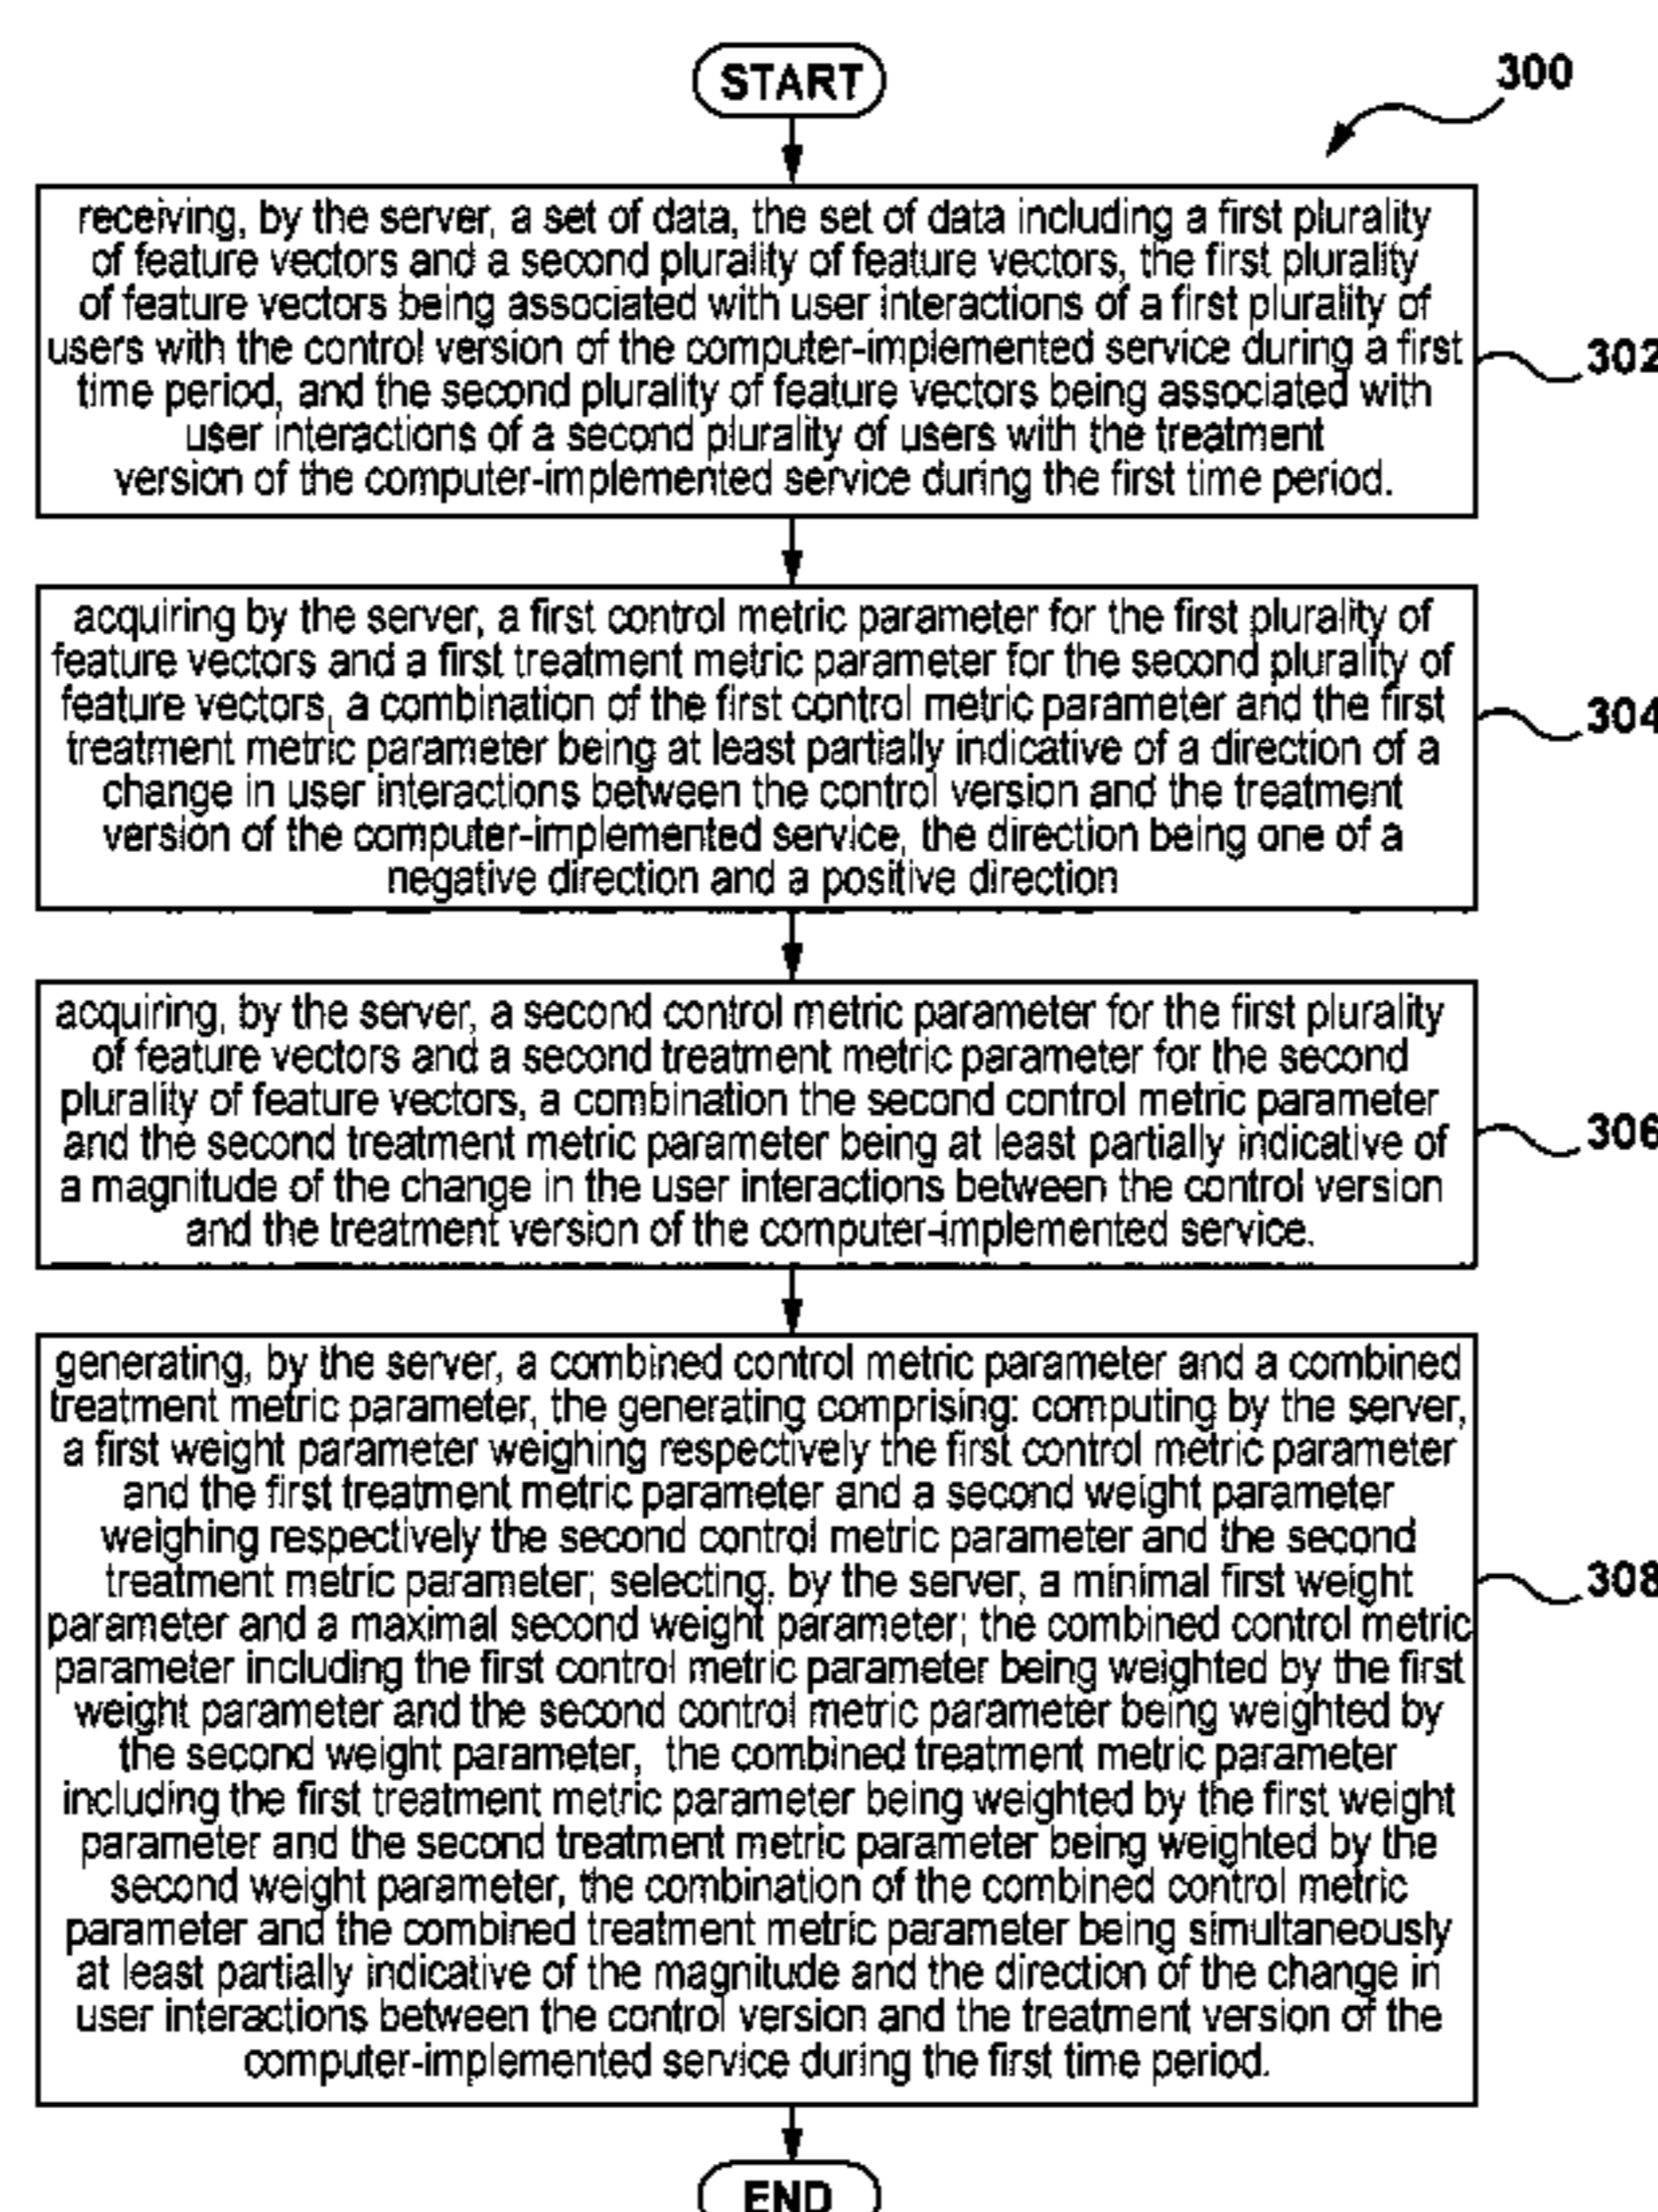 START
300
receiving, by the server, a set of data, the set of data including a first plurality
of feature vectors and a second plurality of feature vectors, the first plurality
of feature vectors being associated with user interactions of a first plurality of
users with the control version of the computer-implemented service during a first
time period, and the second plurality of feature vectors being associated with
user interactions of a second plurality of users with the treatment
version of the computer-implemented service during the first time period.
302
acquiring by the server, a first control metric parameter for the first plurality of
feature vectors and a first treatment metric parameter for the second plurality of
feature vectors, a combination of the first control metric parameter and the first
treatment metric parameter being at least partially indicative of a direction of a
change in user interactions between the control version and the treatment
version of the computer-implemented service, the direction being one of a
negative direction and a positive direction
304
acquiring, by the server, a second control metric parameter for the first plurality
of feature vectors and a second treatment metric parameter for the second
plurality of feature vectors, a combination the second control metric parameter
and the second treatment metric parameter being at least partially indicative of
a magnitude of the change in the user interactions between the control version
and the treatment version of the computer-implemented service.
306
generating, by the server, a combined control metric parameter and a combined
treatment metric parameter, the generating comprising: computing by the server,
a first weight parameter weighing respectively the first control metric parameter
and the first treatment metric parameter and a second weight parameter
weighing respectively the second control metric parameter and the second
treatment metric parameter; selecting, by the server, a minimal first weight
parameter and a maximal second weight parameter; the combined control metric
parameter including the first control metric parameter being weighted by the first
weight parameter and the second control metric parameter being weighted by
the second weight parameter, the combined treatment metric parameter
including the first treatment metric parameter being weighted by the first weight
parameter and the second treatment metric parameter being weighted by the
second weight parameter, the combination of the combined control metric
parameter and the combined treatment metric parameter being simultaneously
at least partially indicative of the magnitude and the direction of the change in
user interactions between the control version and the treatment version of the
computer-implemented service during the first time period.
308
END